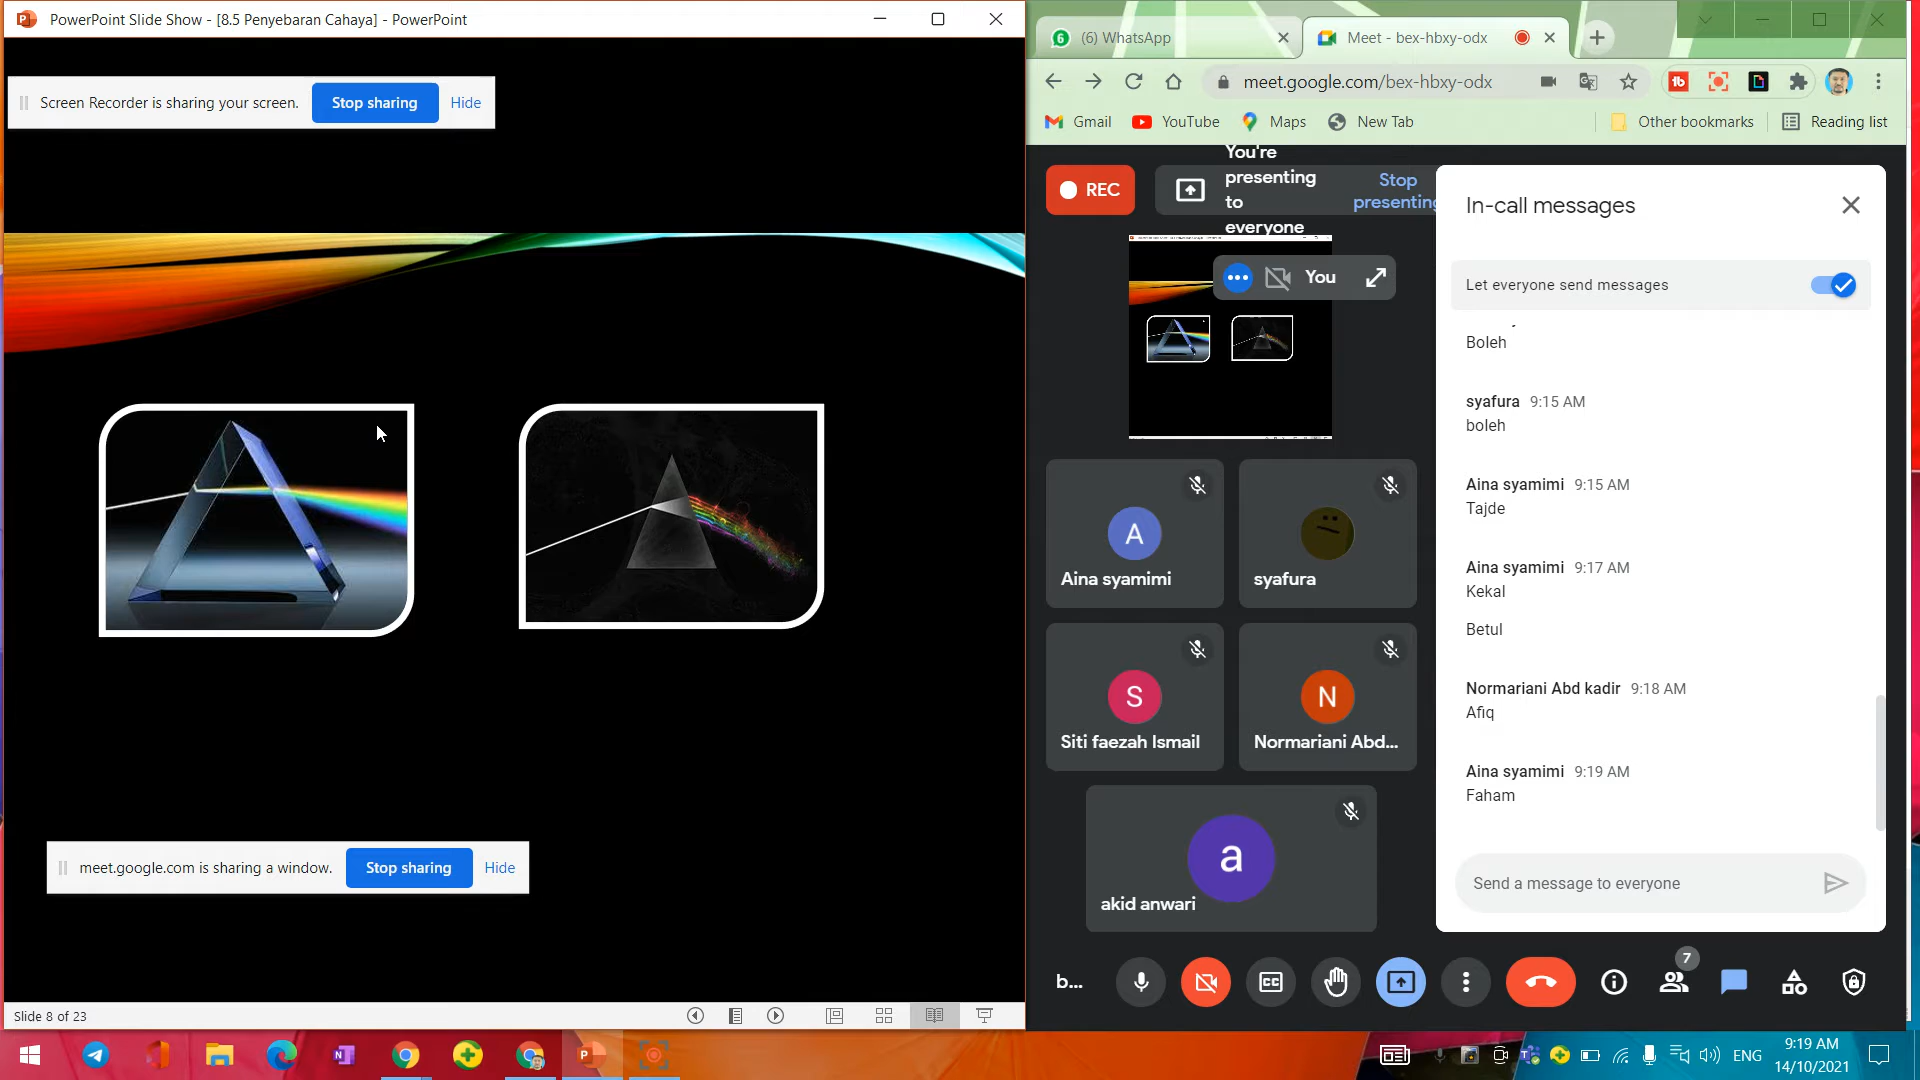 PowerPoint Slide Show - [8.5 Penyebaran Cahaya] - PowerPoint
Screen Recorder is sharing your screen. Stop sharing Hide
meet.google.com is sharing a window. Stop sharing Hide
Slide 8 of 23
(6) WhatsApp
Meet - bex-hbxy-odx
meet.google.com/bex-hbxy-odx
Gmail YouTube Maps New Tab Other bookmarks Reading list
REC
You're
presenting
to
everyone
Stop
presenting
You
A
Aina syamimi
syafura
S
Siti faezah Ismail
N
Normariani Abd...
a
akid anwari
In-call messages
Let everyone send messages
Boleh
syafura 9:15 AM
boleh
Aina syamimi 9:15 AM
Tajde
Aina syamimi 9:17 AM
Kekal
Betul
Normariani Abd kadir 9:18 AM
Afiq
Aina syamimi 9:19 AM
Faham
Send a message to everyone
b...
7
ENG
9:19 AM
14/10/2021